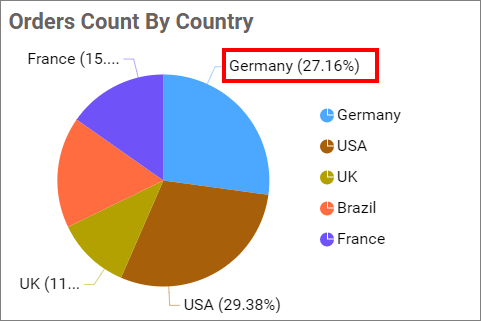 Orders Count By Country
France (15....
Germany (27.16%)
Germany
USA
UK
Brazil
France
UK (11...
USA (29.38%)